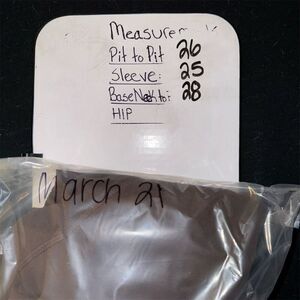 Measure
Pit to Pit 26
Sleeve: 25
Base Neck to: 28
HIP
March 21